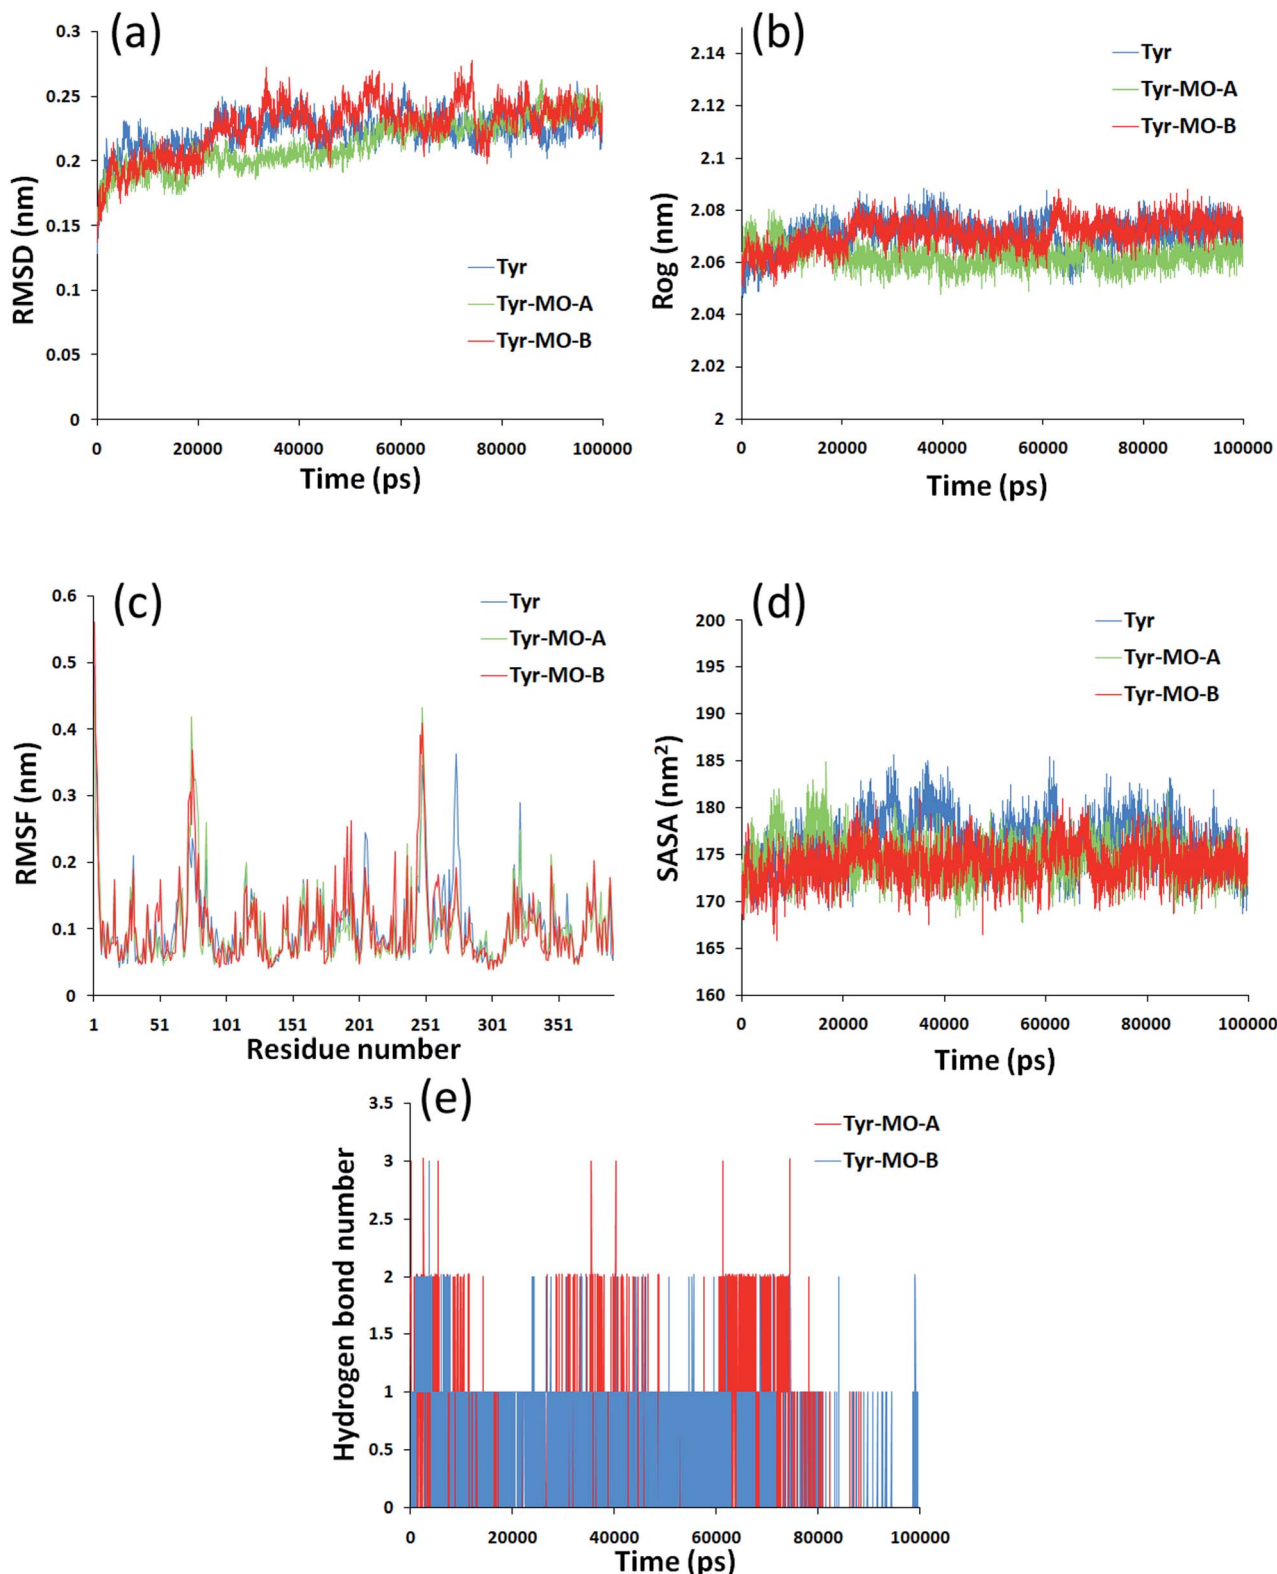 (a)
0.3
0.25
0.2
0.15
0.1
0.05
0
RMSD (nm)
Tyr
Tyr-MO-A
Tyr-MO-B
0 20000 40000 60000 80000 100000
Time (ps)
(b)
2.14
2.12
2.1
2.08
2.06
2.04
2.02
2
Rog (nm)
Tyr
Tyr-MO-A
Tyr-MO-B
0 20000 40000 60000 80000 100000
Time (ps)
(c)
0.6
0.5
0.4
0.3
0.2
0.1
0
RMSF (nm)
Tyr
Tyr-MO-A
Tyr-MO-B
1 51 101 151 201 251 301 351
Residue number
(d)
200
195
190
185
180
175
170
165
160
SASA (nm²)
Tyr
Tyr-MO-A
Tyr-MO-B
0 20000 40000 60000 80000 100000
Time (ps)
(e)
3.5
3
2.5
2
1.5
1
0.5
0
Hydrogen bond number
Tyr-MO-A
Tyr-MO-B
0 20000 40000 60000 80000 100000
Time (ps)